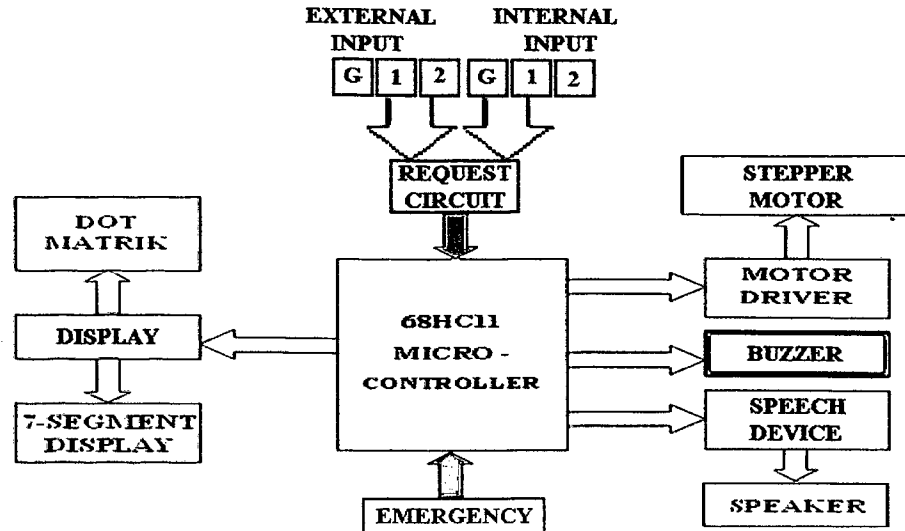 EXTERNAL INPUT
INTERNAL INPUT
G 1 2 G 1 2
REQUEST
CIRCUIT
STEPPER
MOTOR
DOT
MATRIK
MOTOR
DRIVER
68HC11
MICRO -
CONTROLLER
DISPLAY
BUZZER
7-SEGMENT
DISPLAY
SPEECH
DEVICE
SPEAKER
EMERGENCY